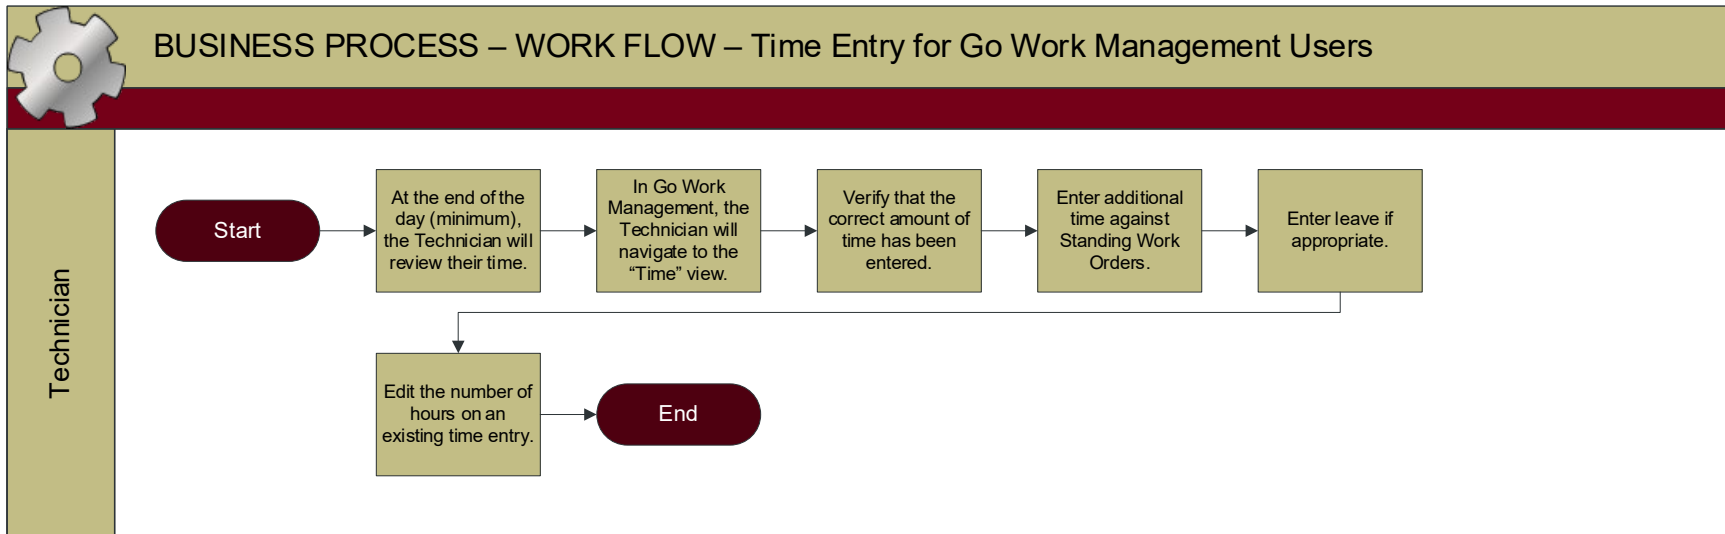 BUSINESS PROCESS – WORK FLOW – Time Entry for Go Work Management Users
Technician
Start
At the end of the
day (minimum),
the Technician will
review their time.
In Go Work
Management, the
Technician will
navigate to the
“Time” view.
Verify that the
correct amount of
time has been
entered.
Enter additional
time against
Standing Work
Orders.
Enter leave if
appropriate.
Edit the number of
hours on an
existing time entry.
End